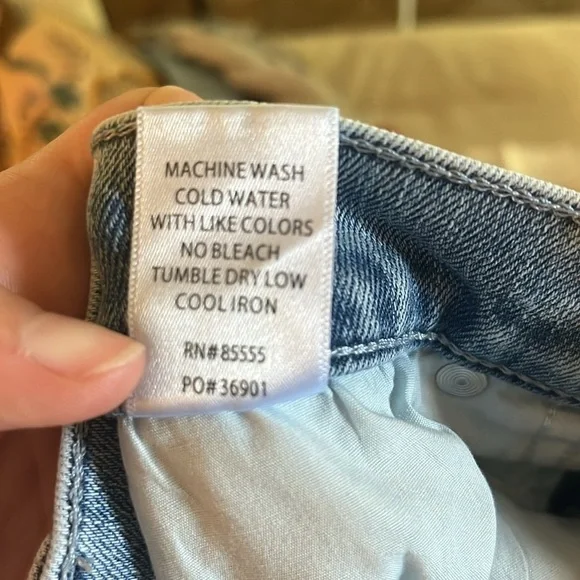 MACHINE WASH
COLD WATER
WITH LIKE COLORS
NO BLEACH
TUMBLE DRY LOW
COOL IRON
RN#85555
PO#36901